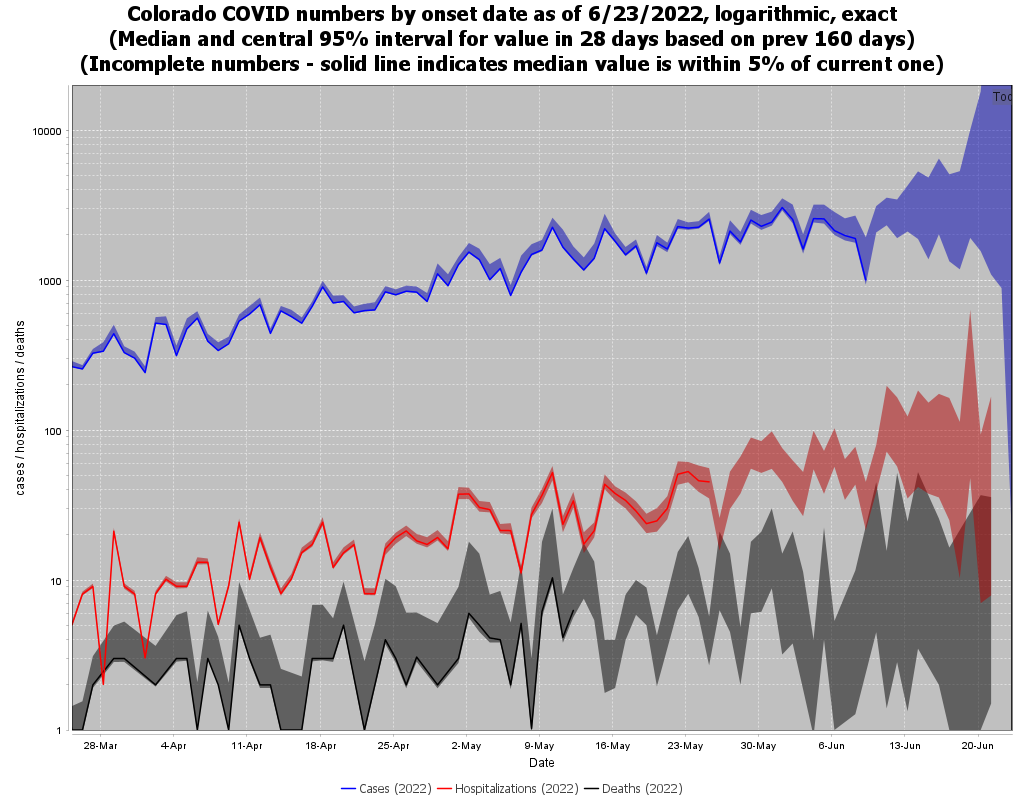 Colorado COVID numbers by onset date as of 6/23/2022, logarithmic, exact
(Median and central 95% interval for value in 28 days based on prev 160 days)
(Incomplete numbers - solid line indicates median value is within 5% of current one)
Toc
10000
1000
100
10
1
cases / hospitalizations / deaths
28-Mar 4-Apr 11-Apr 18-Apr 25-Apr 2-May 9-May 16-May 23-May 30-May 6-Jun 13-Jun 20-Jun
Date
Cases (2022) Hospitalizations (2022) Deaths (2022)